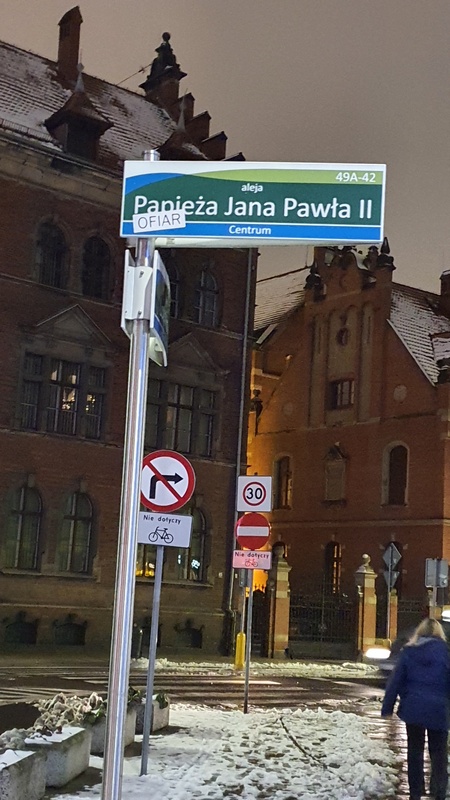 49A-42
aleja
Papieża Jana Pawła II
OFIAR
Centrum
30
Nie dotyczy
Nie dotyczy